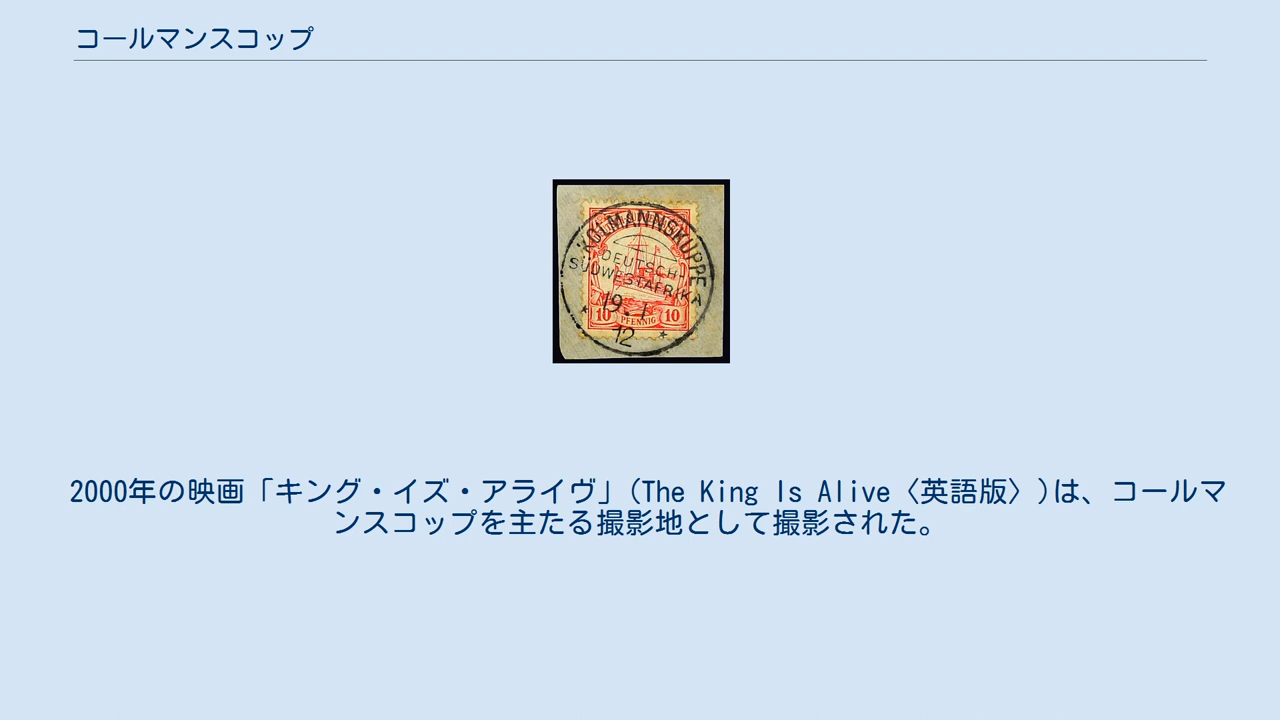 コールマンスコップ
KOLMANNSKUPPE
DEUTSCH-
SÜDWESTAFRIKA
19. 1.
12
10 PFENNIG 10
2000年の映画「キング・イズ・アライヴ」(The King Is Alive〈英語版〉)は、コールマ
ンスコップを主たる撮影地として撮影された。